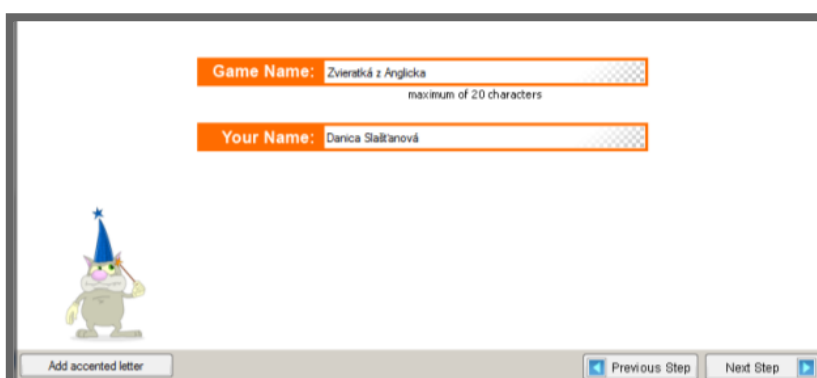 Game Name: Zvieratká z Anglicka
maximum of 20 characters
Your Name: Danica Slašťanová
Add accented letter
Previous Step
Next Step